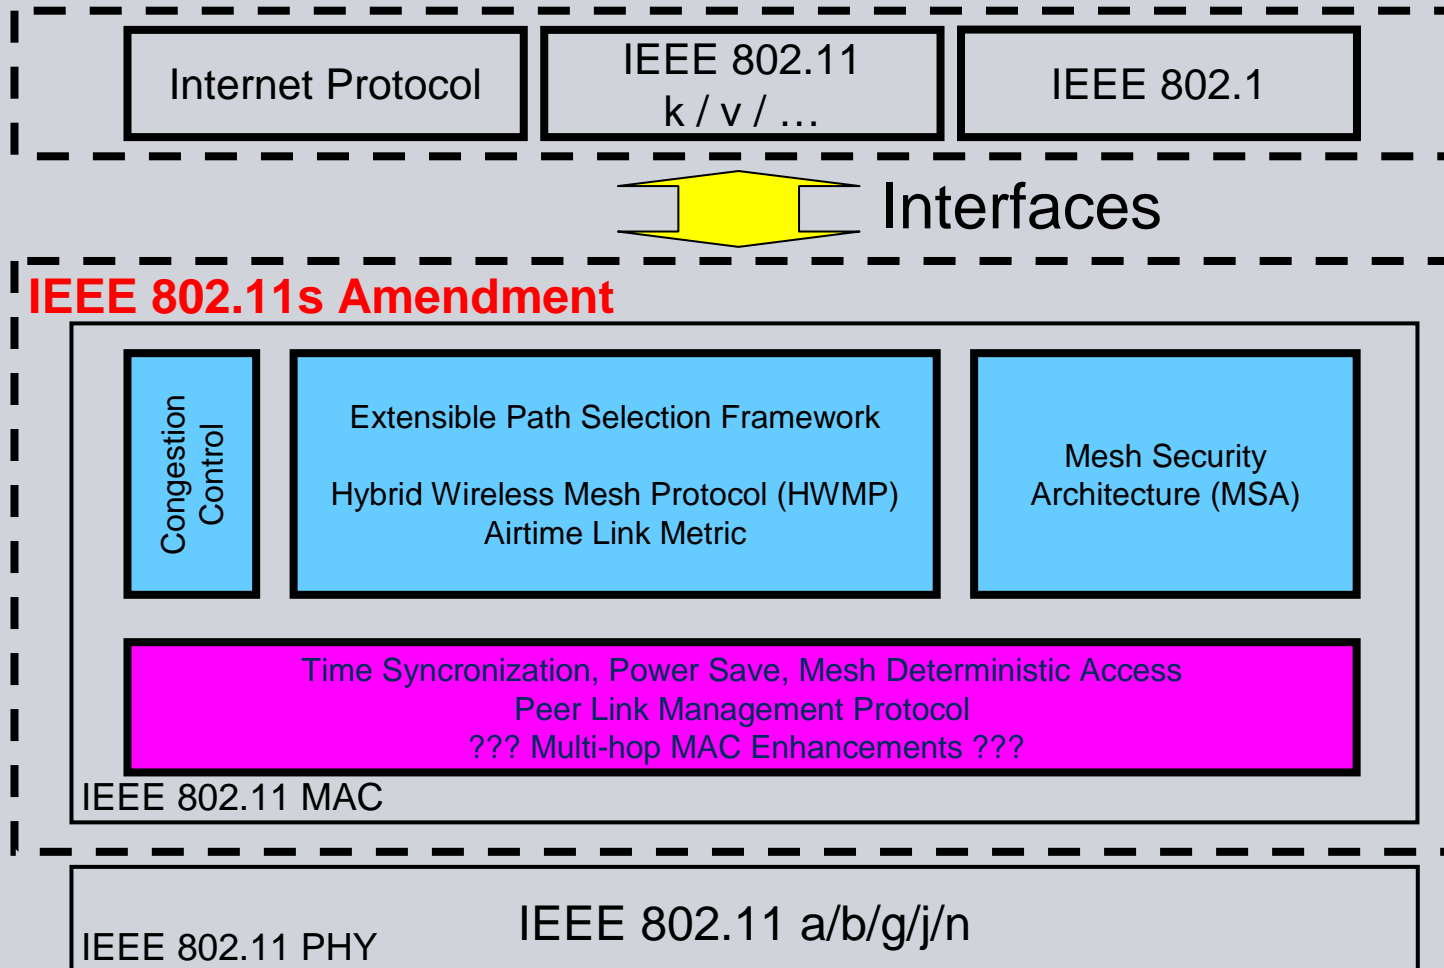 Internet Protocol
IEEE 802.11
k / v / …
IEEE 802.1
Interfaces
IEEE 802.11s Amendment
Congestion
Control
Extensible Path Selection Framework
Hybrid Wireless Mesh Protocol (HWMP)
Airtime Link Metric
Mesh Security
Architecture (MSA)
Time Syncronization, Power Save, Mesh Deterministic Access
Peer Link Management Protocol
??? Multi-hop MAC Enhancements ???
IEEE 802.11 MAC
IEEE 802.11 a/b/g/j/n
IEEE 802.11 PHY